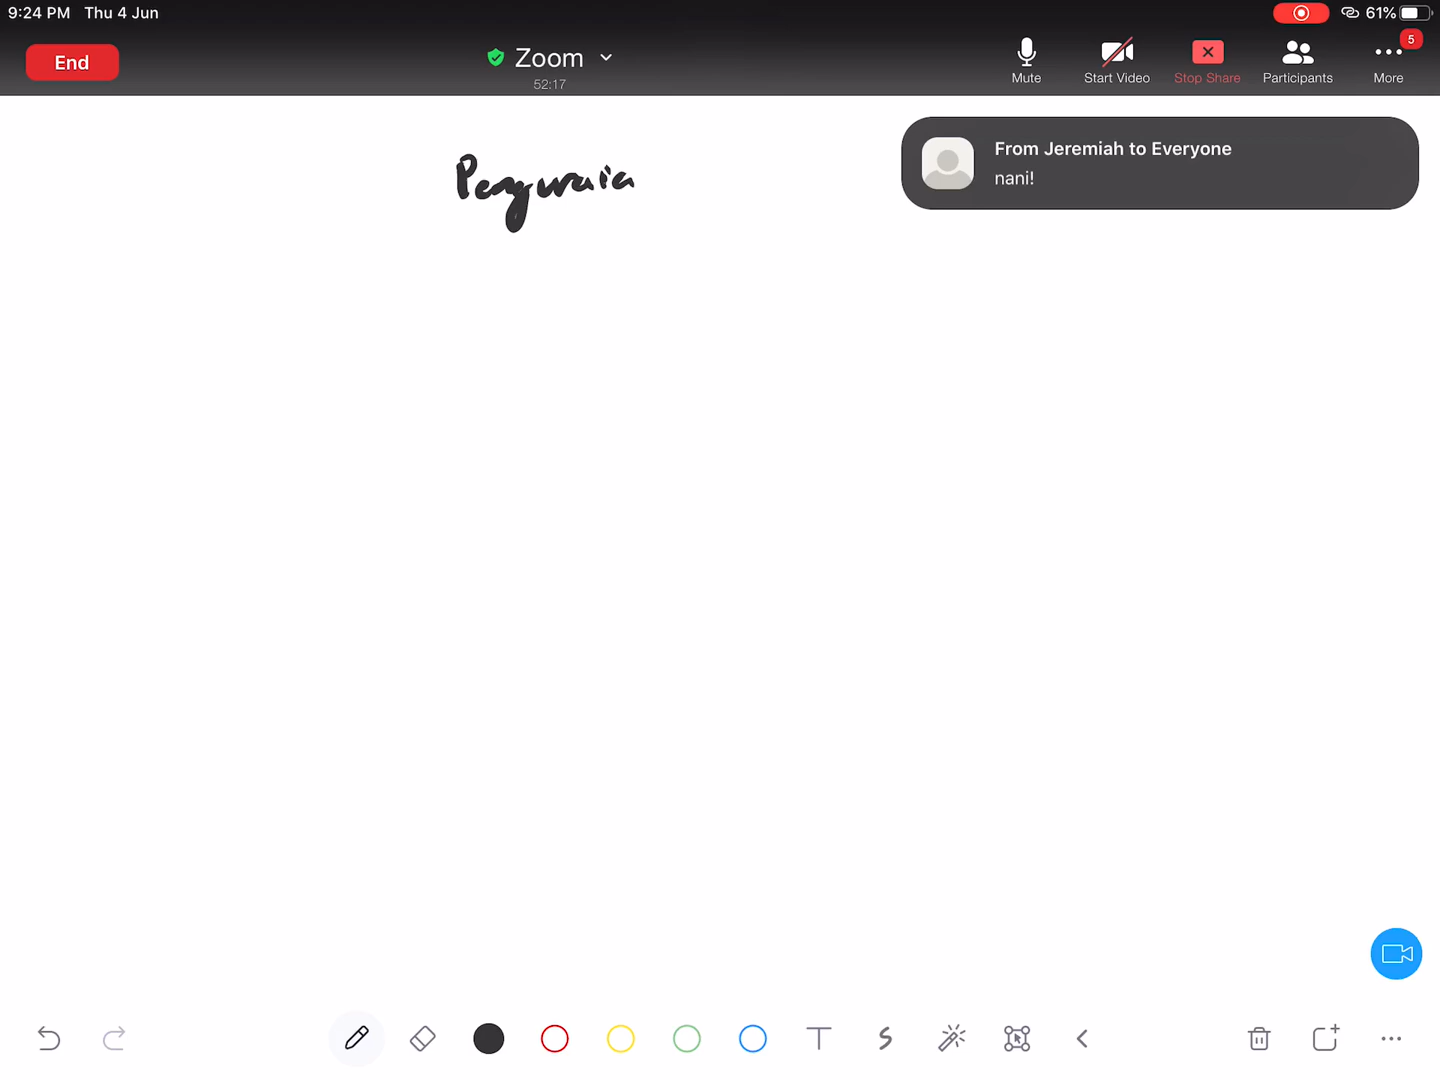 9:24 PM Thu 4 Jun
61%
End
Zoom
52:17
Mute
Start Video
Stop Share
Participants
More
5
From Jeremiah to Everyone
nani!
T